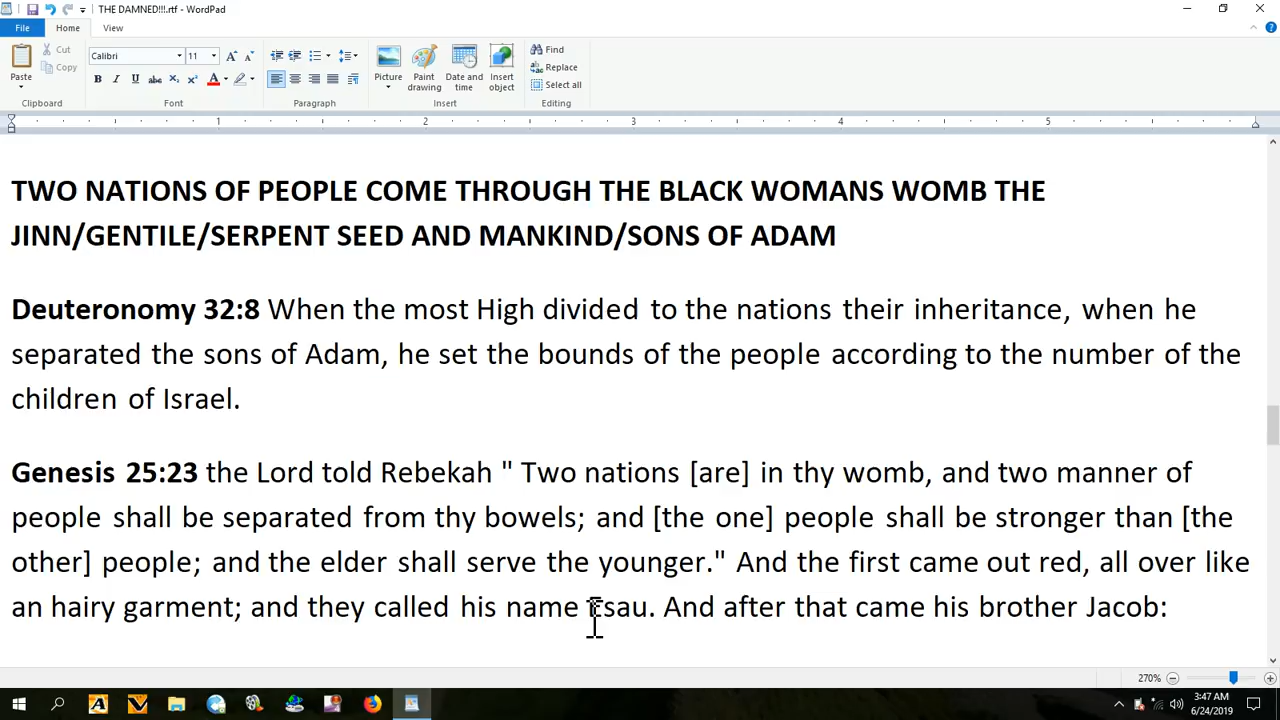 THE DAMNED!!!.rtf - WordPad
File Home View
Paste
Cut
Copy
Clipboard
Calibri 11
B I U abc X₂ X² A
Font
Paragraph
Picture
Paint drawing
Date and time
Insert object
Insert
Find
Replace
Select all
Editing
1 2 3 4 5
TWO NATIONS OF PEOPLE COME THROUGH THE BLACK WOMANS WOMB THE
JINN/GENTILE/SERPENT SEED AND MANKIND/SONS OF ADAM
Deuteronomy 32:8 When the most High divided to the nations their inheritance, when he
separated the sons of Adam, he set the bounds of the people according to the number of the
children of Israel.
Genesis 25:23 the Lord told Rebekah " Two nations [are] in thy womb, and two manner of
people shall be separated from thy bowels; and [the one] people shall be stronger than [the
other] people; and the elder shall serve the younger." And the first came out red, all over like
an hairy garment; and they called his name Esau. And after that came his brother Jacob:
270%
3:47 AM
6/24/2019